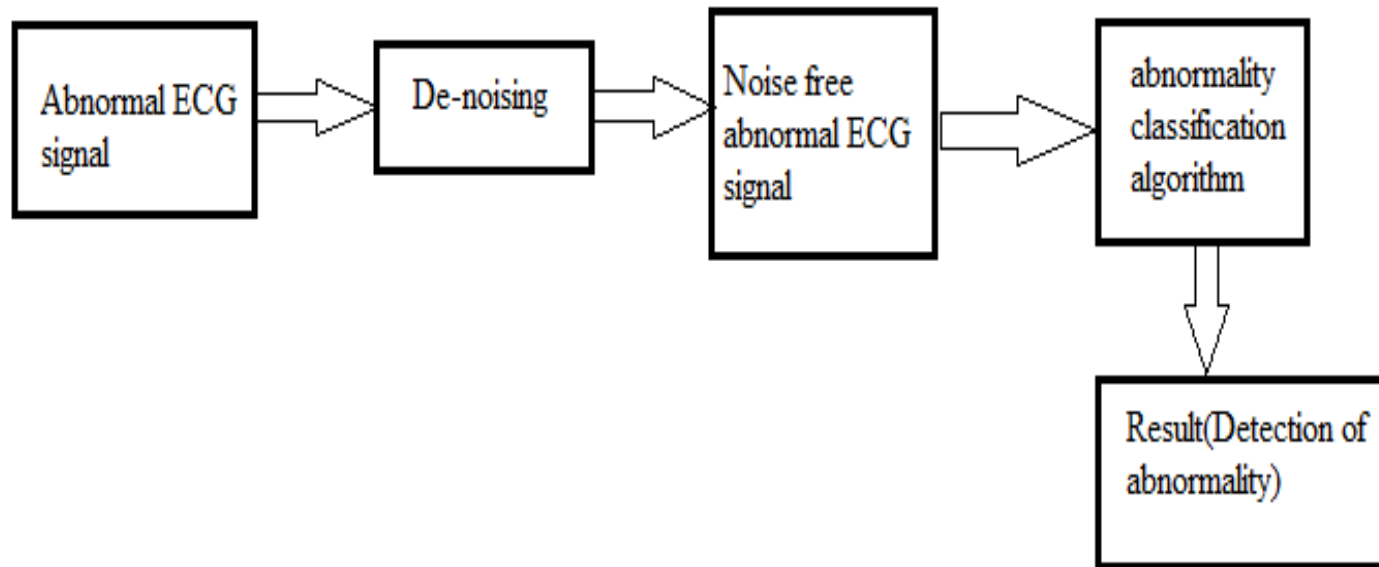 Abnormal ECG
signal
De-noising
Noise free
abnormal ECG
signal
abnormality
classification
algorithm
Result(Detection of
abnormality)